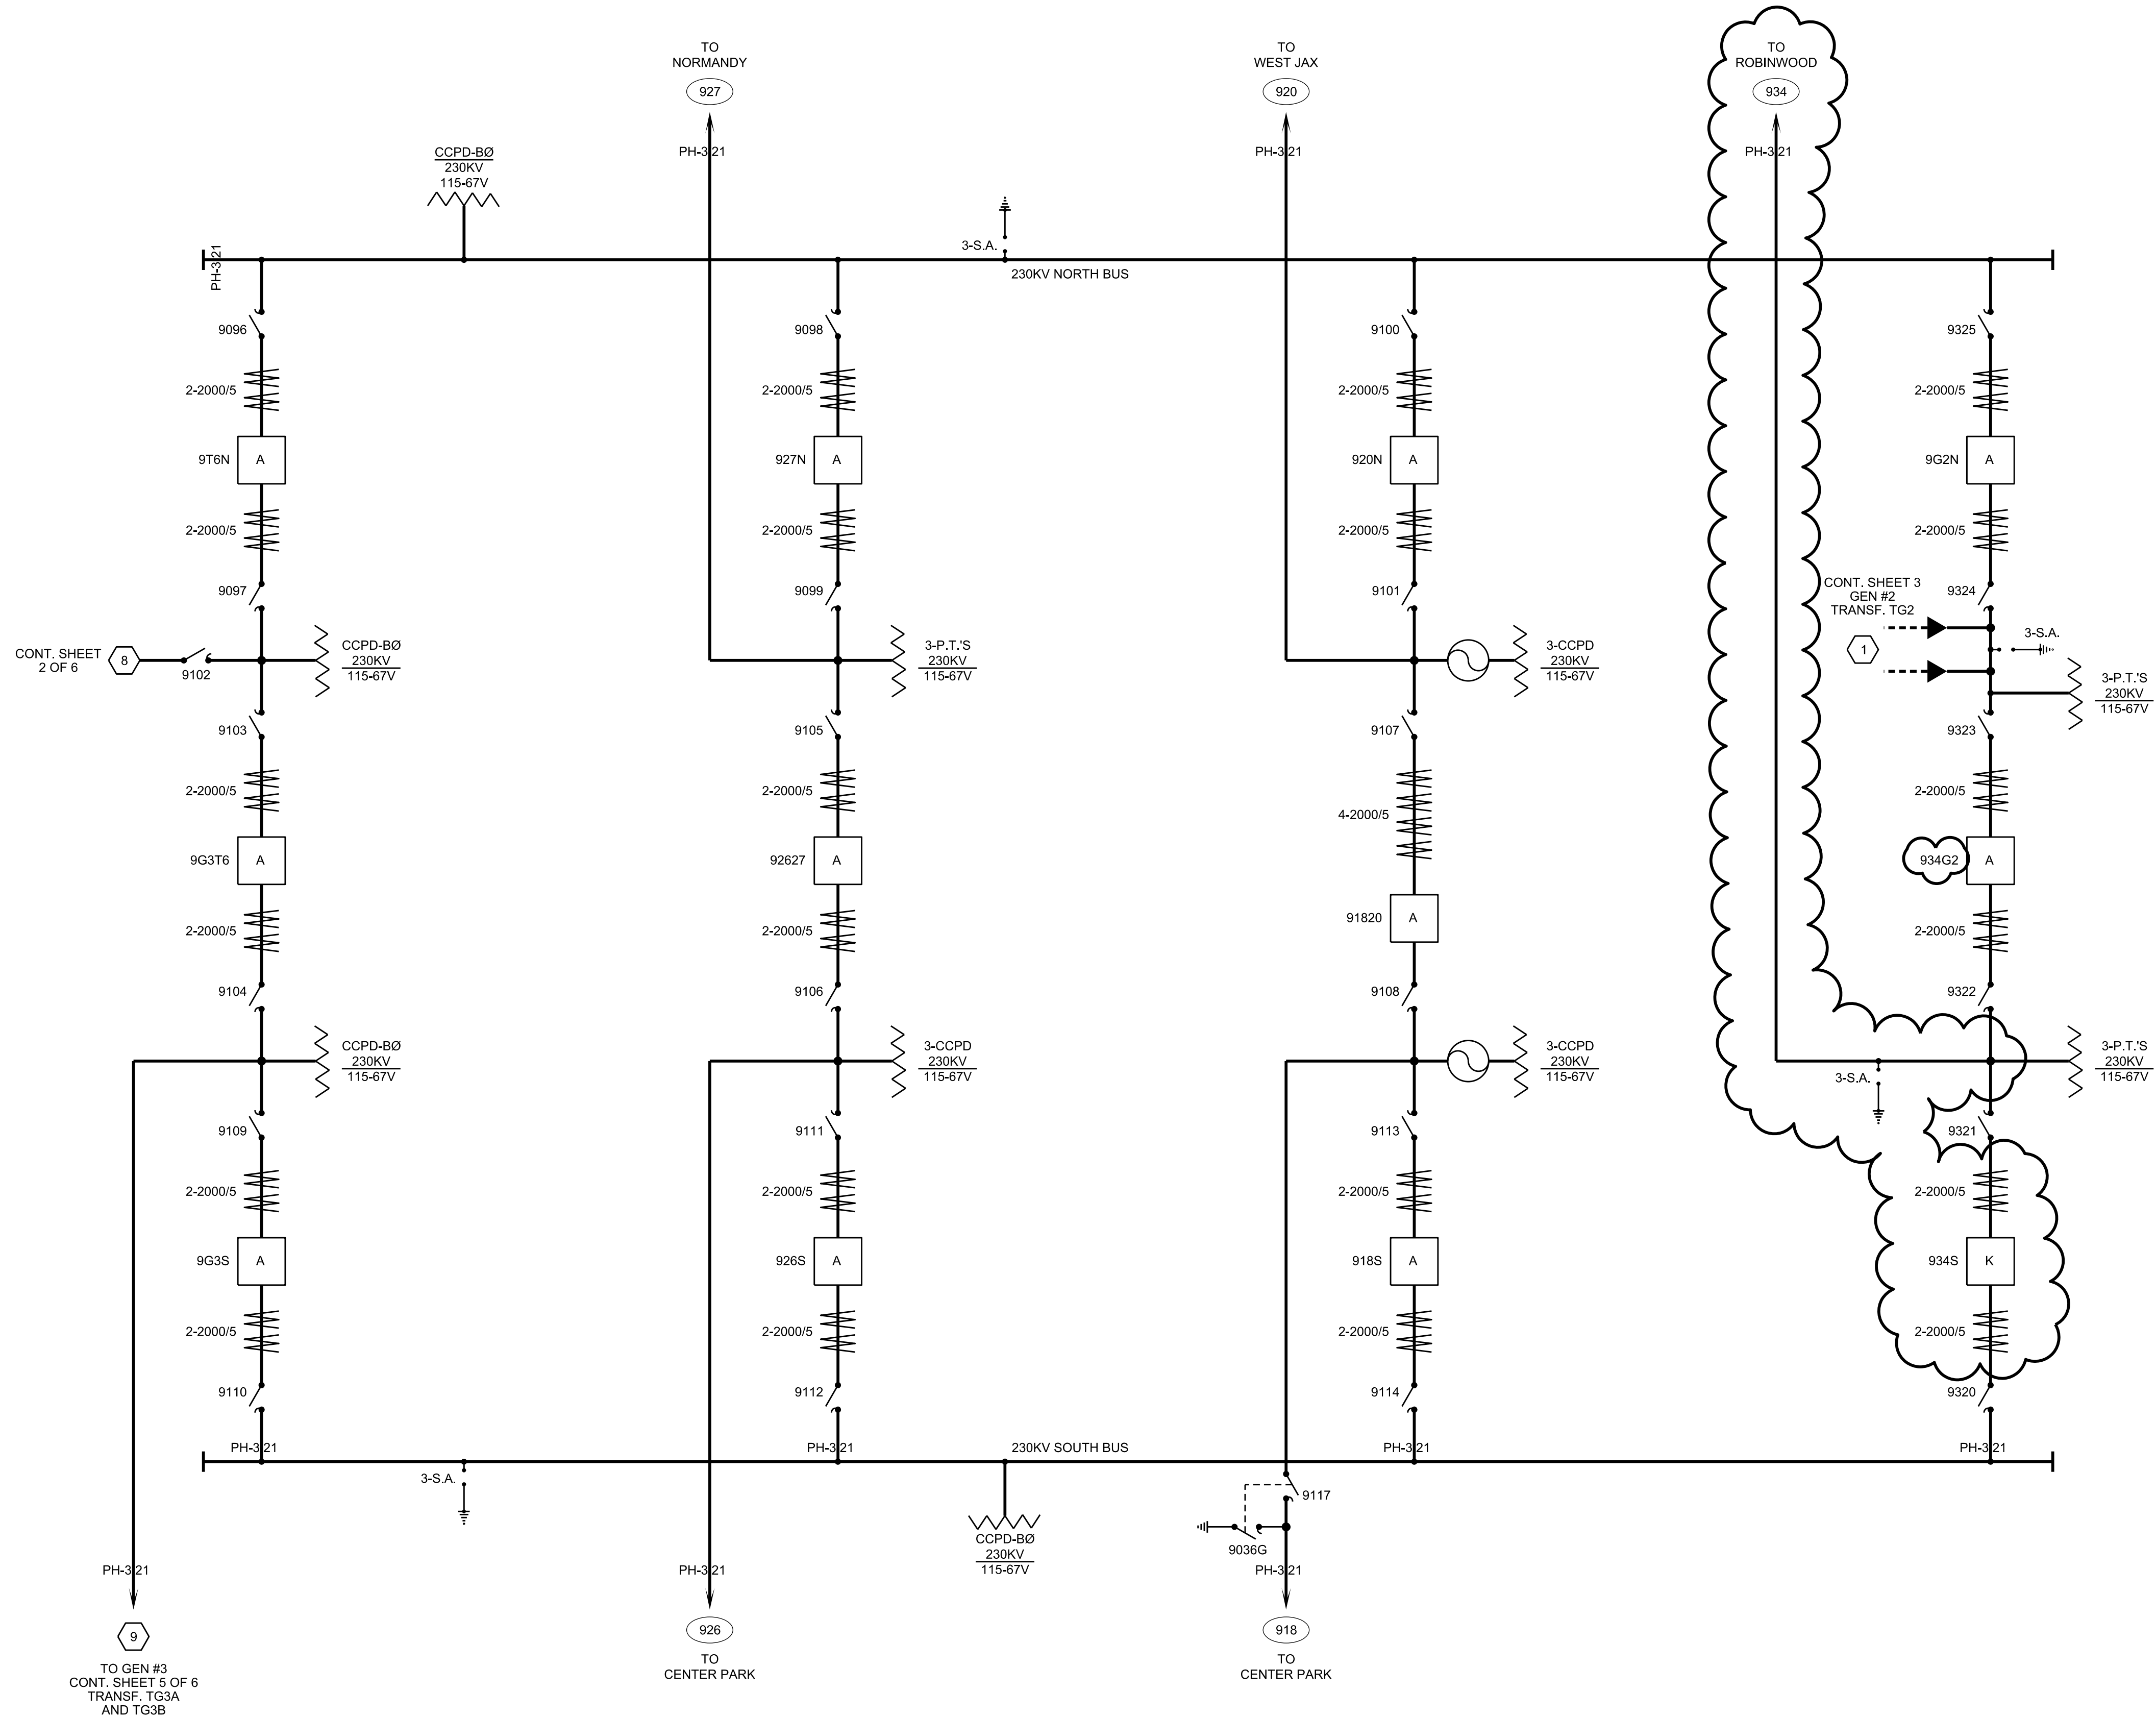 TO
NORMANDY
927
PH-3 21
TO
WEST JAX
920
PH-3 21
TO
ROBINWOOD
934
PH-3 21
CCPD-BØ
230KV
115-67V
PH-3 21
3-S.A.
230KV NORTH BUS
9096
2-2000/5
9T6N
A
2-2000/5
9097
CONT. SHEET
2 OF 6
8
9102
CCPD-BØ
230KV
115-67V
9103
2-2000/5
9G3T6
A
2-2000/5
9104
CCPD-BØ
230KV
115-67V
9109
2-2000/5
9G3S
A
2-2000/5
9110
PH-3 21
9098
2-2000/5
927N
A
2-2000/5
9099
3-P.T.'S
230KV
115-67V
9105
2-2000/5
92627
A
2-2000/5
9106
3-CCPD
230KV
115-67V
9111
2-2000/5
926S
A
2-2000/5
9112
PH-3 21
9100
2-2000/5
920N
A
2-2000/5
9101
3-CCPD
230KV
115-67V
9107
4-2000/5
91820
A
9108
3-CCPD
230KV
115-67V
9113
2-2000/5
918S
A
2-2000/5
9114
PH-3 21
9325
2-2000/5
9G2N
A
2-2000/5
9324
CONT. SHEET 3
GEN #2
TRANSF. TG2
1
3-S.A.
3-P.T.'S
230KV
115-67V
9323
2-2000/5
934G2
A
2-2000/5
9322
3-S.A.
3-P.T.'S
230KV
115-67V
9321
2-2000/5
934S
K
2-2000/5
9320
PH-3 21
230KV SOUTH BUS
3-S.A.
CCPD-BØ
230KV
115-67V
9117
9036G
PH-3 21
9
TO GEN #3
CONT. SHEET 5 OF 6
TRANSF. TG3A
AND TG3B
PH-3 21
926
TO
CENTER PARK
PH-3 21
918
TO
CENTER PARK